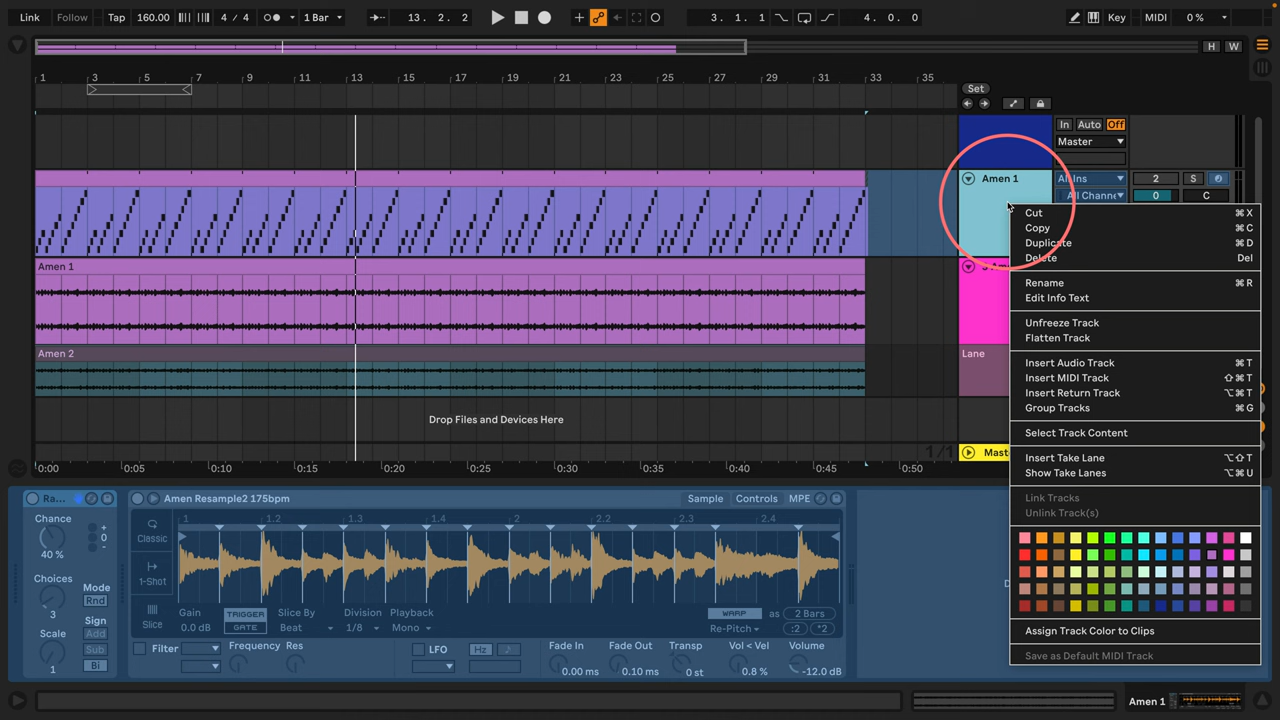 Link Follow Tap 160.00 4 / 4 1 Bar 13. 2. 2 3. 1. 1 4. 0. 0 Key MIDI 0 %
H W
1 3 5 7 9 11 13 15 17 19 21 23 25 27 29 31 33 35
Set
In Auto Off
Master
Amen 1 All Ins 2 S
All Channe 0 C
Cut ⌘ X
Copy ⌘ C
Duplicate ⌘ D
Delete Del
Amen 1
Rename ⌘ R
Edit Info Text
Unfreeze Track
Flatten Track
Amen 2 Lane
Insert Audio Track ⌘ T
Insert MIDI Track ⇧⌘ T
Insert Return Track ⌥⌘ T
Group Tracks ⌘ G
Drop Files and Devices Here
Select Track Content
1/1 Mast
Insert Take Lane ⌥⇧ T
Show Take Lanes ⌥⌘ U
0:00 0:05 0:10 0:15 0:20 0:25 0:30 0:35 0:40 0:45 0:50
Link Tracks
Unlink Track(s)
Ra... Amen Resample2 175bpm Sample Controls MPE
Chance + 0 -
40 %
Choices
3
Mode
Rnd
Sign
Add
Sub
Bi
Scale
1
Classic
1-Shot
Slice
1 1.2 1.3 1.4 2 2.2 2.3 2.4
Gain TRIGGER Slice By Division Playback WARP as 2 Bars
0.0 dB GATE Beat 1/8 Mono Re-Pitch :2 *2
Filter Frequency Res LFO Hz Fade In Fade Out Transp Vol < Vel Volume
0.00 ms 0.10 ms 0 st 0.8 % -12.0 dB
Assign Track Color to Clips
Save as Default MIDI Track
Amen 1